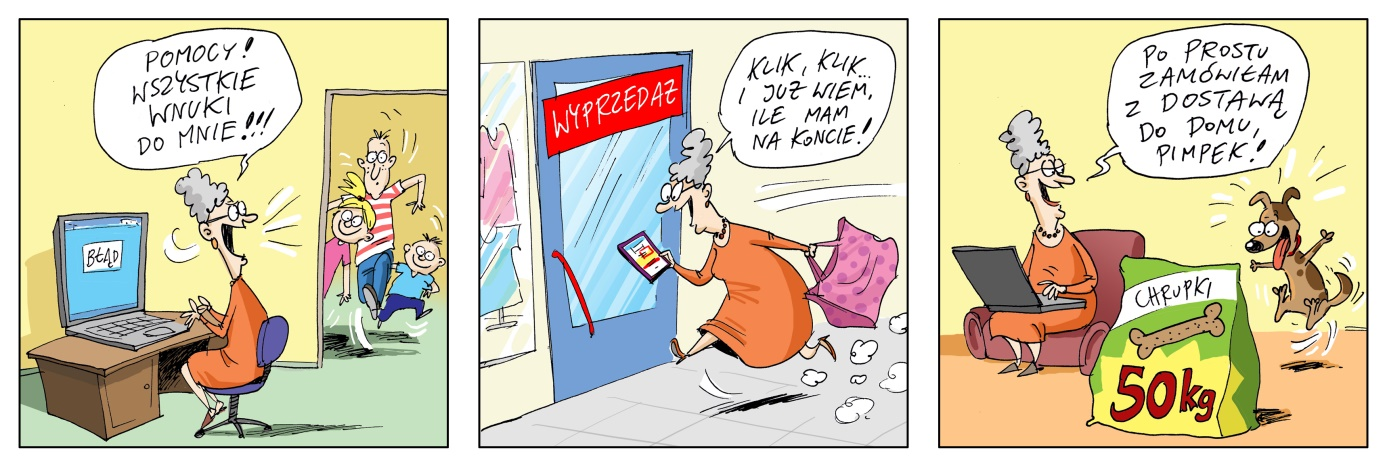 POMOCY!
WSZYSTKIE
WNUKI
DO MNIE!!!
BŁĄD
KLIK, KLIK...
I JUŻ WIEM,
ILE MAM
NA KONCIE!
WYPRZEDAŻ
PO PROSTU
ZAMÓWIŁAM
Z DOSTAWĄ
DO DOMU,
PIMPEK!
CHRUPKI
50kg